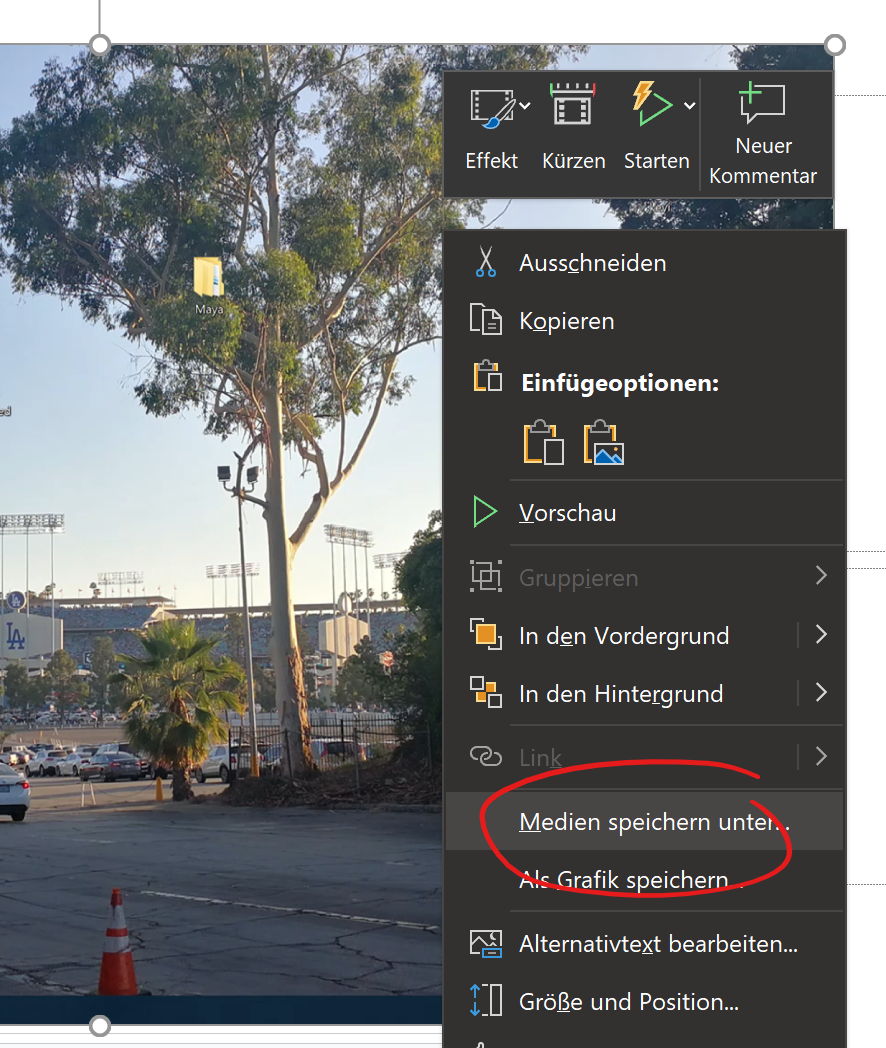 Effekt
Kürzen
Starten
Neuer
Kommentar
Maya
ed
LA
Ausschneiden
Kopieren
Einfügeoptionen:
Vorschau
Gruppieren
In den Vordergrund
In den Hintergrund
Link
Medien speichern unter...
Als Grafik speichern...
Alternativtext bearbeiten...
Größe und Position...